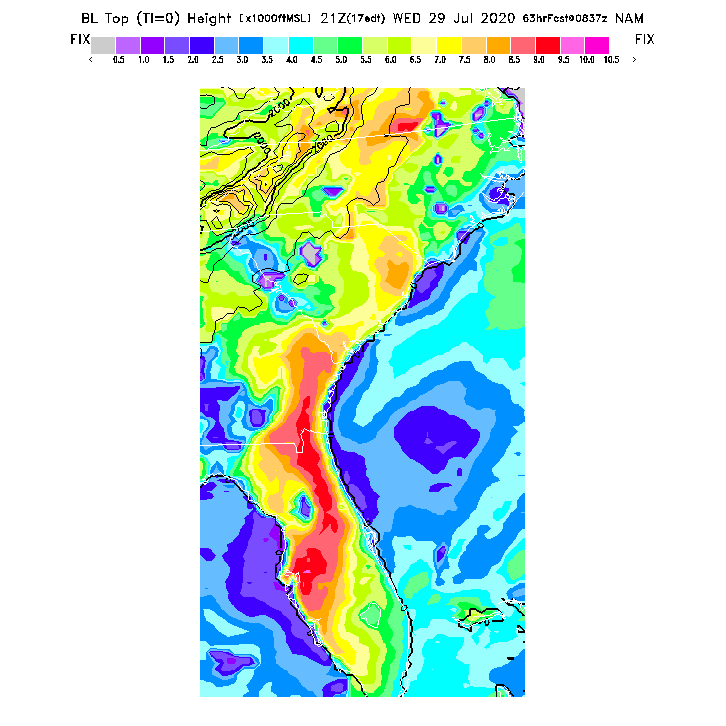 BL Top (TI=0) Height [x1000ftMSL] 21Z(17edt) WED 29 Jul 2020 63hrFcst@0837z NAM
FIX FIX
< 0.5 1.0 1.5 2.0 2.5 3.0 3.5 4.0 4.5 5.0 5.5 6.0 6.5 7.0 7.5 8.0 8.5 9.0 9.5 10.0 10.5 >
2000
2000
2000